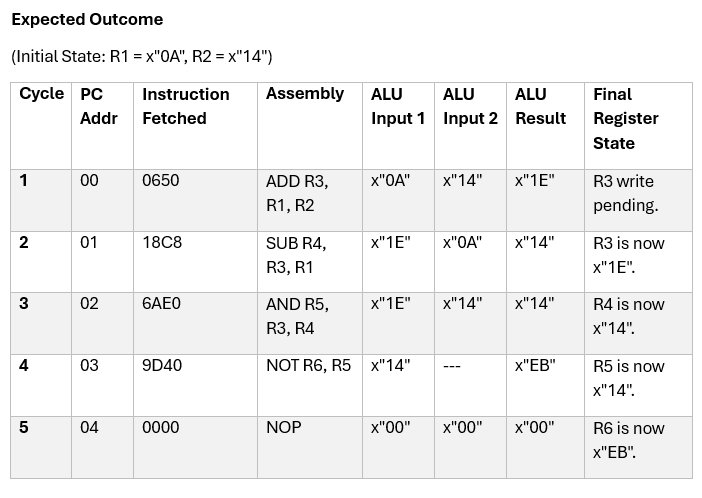 Expected Outcome
(Initial State: R1 = x"0A", R2 = x"14")
Cycle PC Addr Instruction Fetched Assembly ALU Input 1 ALU Input 2 ALU Result Final Register State
1 00 0650 ADD R3, R1, R2 x"0A" x"14" x"1E" R3 write pending.
2 01 18C8 SUB R4, R3, R1 x"1E" x"0A" x"14" R3 is now x"1E".
3 02 6AE0 AND R5, R3, R4 x"1E" x"14" x"14" R4 is now x"14".
4 03 9D40 NOT R6, R5 x"14" --- x"EB" R5 is now x"14".
5 04 0000 NOP x"00" x"00" x"00" R6 is now x"EB".